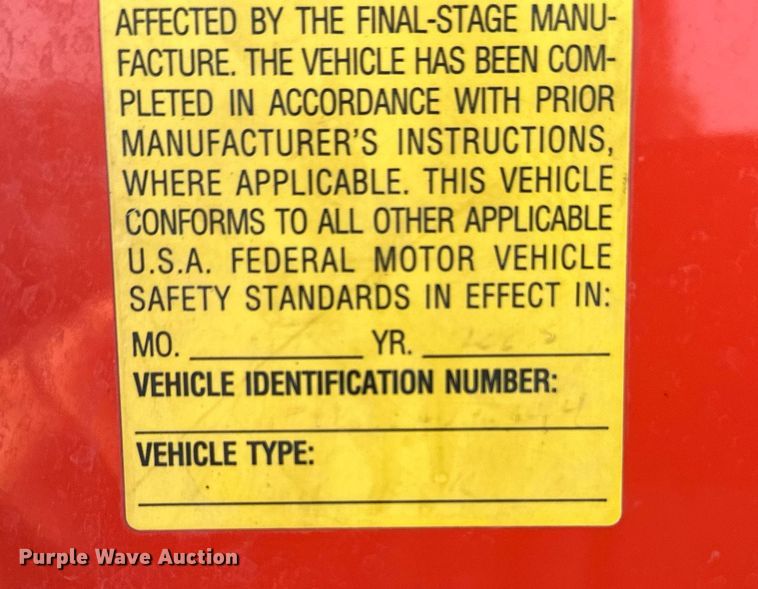 AFFECTED BY THE FINAL-STAGE MANU-
FACTURE. THE VEHICLE HAS BEEN COM-
PLETED IN ACCORDANCE WITH PRIOR
MANUFACTURER'S INSTRUCTIONS,
WHERE APPLICABLE. THIS VEHICLE
CONFORMS TO ALL OTHER APPLICABLE
U.S.A. FEDERAL MOTOR VEHICLE
SAFETY STANDARDS IN EFFECT IN:
MO. YR.
VEHICLE IDENTIFICATION NUMBER:
VEHICLE TYPE:
Purple Wave Auction